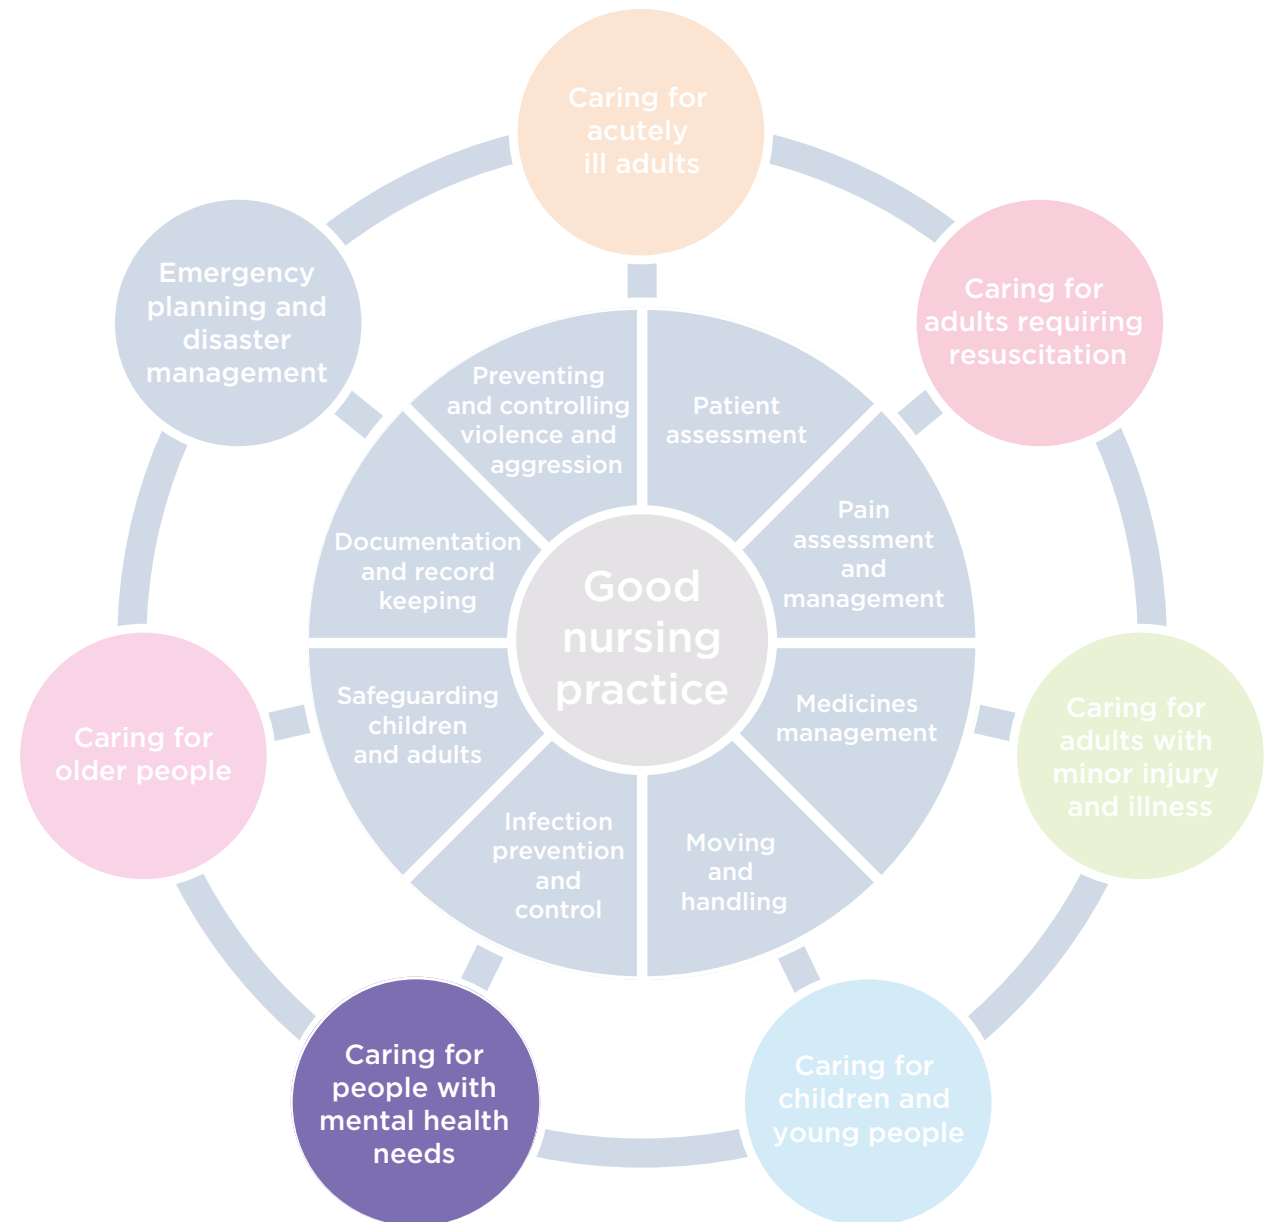 Caring for
acutely
ill adults
Caring for
adults requiring
resuscitation
Caring for
adults with
minor injury
and illness
Caring for
children and
young people
Caring for
people with
mental health
needs
Caring for
older people
Emergency
planning and
disaster
management
Patient
assessment
Pain
assessment
and
management
Medicines
management
Moving
and
handling
Infection
prevention
and
control
Safeguarding
children
and adults
Documentation
and record
keeping
Preventing
and controlling
violence and
aggression
Good
nursing
practice